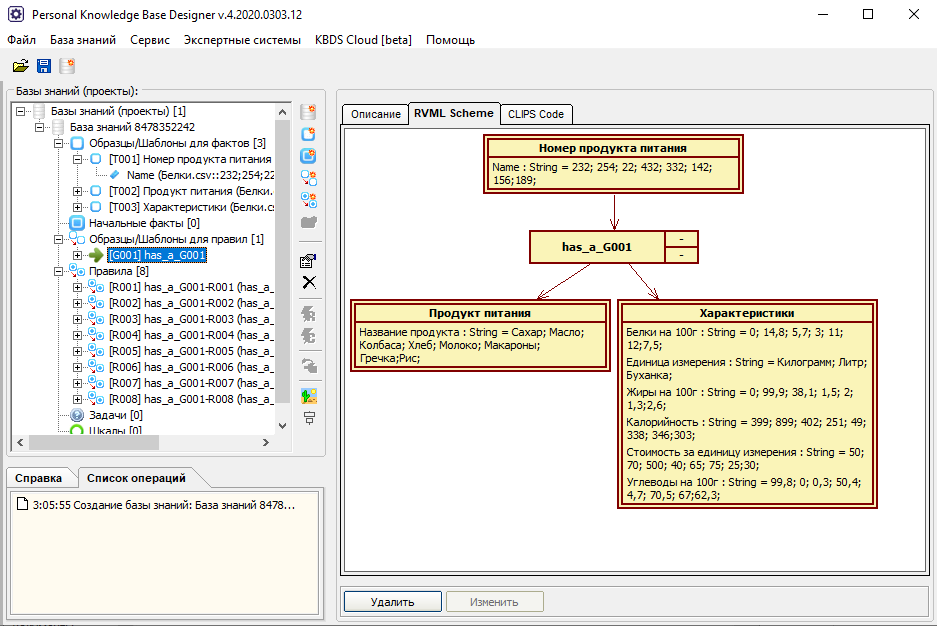 Personal Knowledge Base Designer v.4.2020.0303.12
Файл База знаний Сервис Экспертные системы KBDS Cloud [beta] Помощь
Базы знаний (проекты):
Базы знаний (проекты) [1]
База знаний 8478352242
Образцы/Шаблоны для фактов [3]
[T001] Номер продукта питания
Name (Белки.csv::232;254;22
[T002] Продукт питания (Белки.
[T003] Характеристики (Белки.cs
Начальные факты [0]
Образцы/Шаблоны для правил [1]
[G001] has_a_G001
Правила [8]
[R001] has_a_G001-R001 (has_a_
[R002] has_a_G001-R002 (has_a_
[R003] has_a_G001-R003 (has_a_
[R004] has_a_G001-R004 (has_a_
[R005] has_a_G001-R005 (has_a_
[R006] has_a_G001-R006 (has_a_
[R007] has_a_G001-R007 (has_a_
[R008] has_a_G001-R008 (has_a_
Задачи [0]
Шкалы [0]
Справка Список операций
3:05:55 Создание базы знаний: База знаний 8478...
Описание RVML Scheme CLIPS Code
Номер продукта питания
Name : String = 232; 254; 22; 432; 332; 142;
156;189;
has_a_G001
-
-
Продукт питания
Название продукта : String = Сахар; Масло;
Колбаса; Хлеб; Молоко; Макароны;
Гречка;Рис;
Характеристики
Белки на 100г : String = 0; 14,8; 5,7; 3; 11;
12;7,5;
Единица измерения : String = Килограмм; Литр;
Буханка;
Жиры на 100г : String = 0; 99,9; 38,1; 1,5; 2;
1,3;2,6;
Калорийность : String = 399; 899; 402; 251; 49;
338; 346;303;
Стоимость за единицу измерения : String = 50;
70; 500; 40; 65; 75; 25;30;
Углеводы на 100г : String = 99,8; 0; 0,3; 50,4;
4,7; 70,5; 67;62,3;
Удалить Изменить